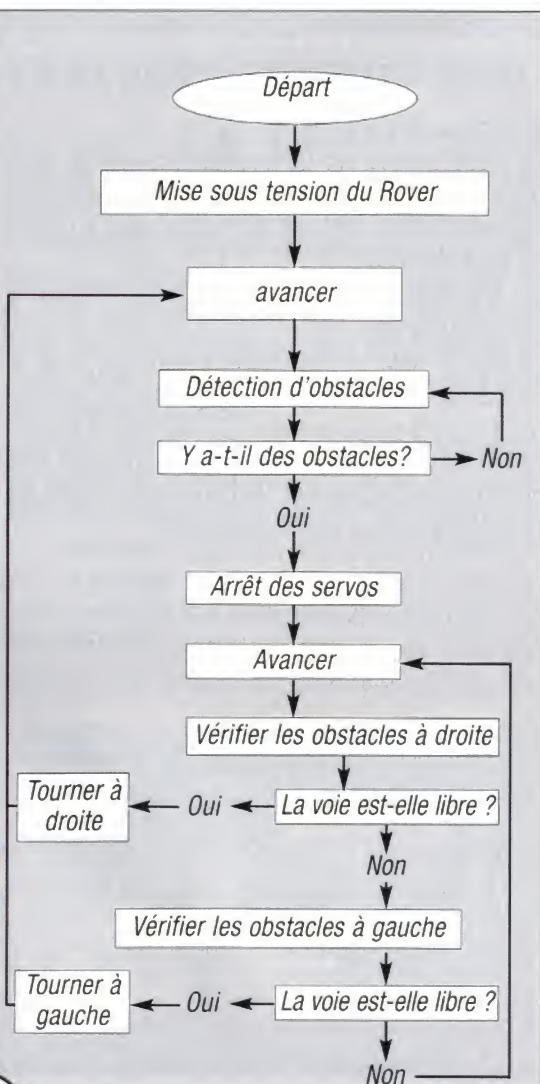 Départ
Mise sous tension du Rover
avancer
Détection d'obstacles
Y a-t-il des obstacles?
Non
Oui
Arrêt des servos
Avancer
Vérifier les obstacles à droite
Tourner à
droite
Oui
La voie est-elle libre ?
Non
Vérifier les obstacles à gauche
Tourner à
gauche
Oui
La voie est-elle libre ?
Non